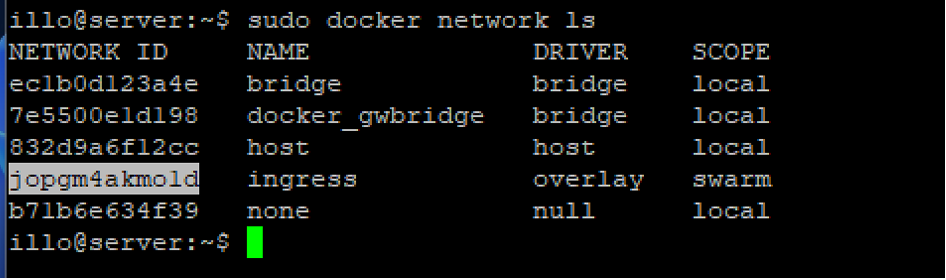 illo@server:~$ sudo docker network ls
NETWORK ID     NAME              DRIVER    SCOPE
ec1b0d123a4e   bridge            bridge    local
7e5500e1d198   docker_gwbridge   bridge    local
832d9a6f12cc   host              host      local
jopgm4akmold   ingress           overlay   swarm
b71b6e634f39   none              null      local
illo@server:~$